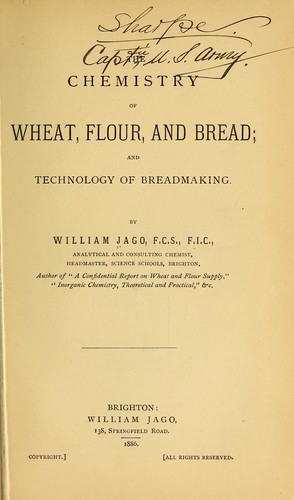 Sharpe.
Capt. U. S. Army.
THE
CHEMISTRY
OF
WHEAT, FLOUR, AND BREAD;
AND
TECHNOLOGY OF BREADMAKING.
BY
WILLIAM JAGO, F.C.S., F.I.C.,
ANALYTICAL AND CONSULTING CHEMIST,
HEADMASTER, SCIENCE SCHOOLS, BRIGHTON,
Author of "A Confidential Report on Wheat and Flour Supply,"
"Inorganic Chemistry, Theoretical and Practical," &c.
BRIGHTON:
WILLIAM JAGO,
138, SPRINGFIELD ROAD.
1886.
COPYRIGHT.] [ALL RIGHTS RESERVED.